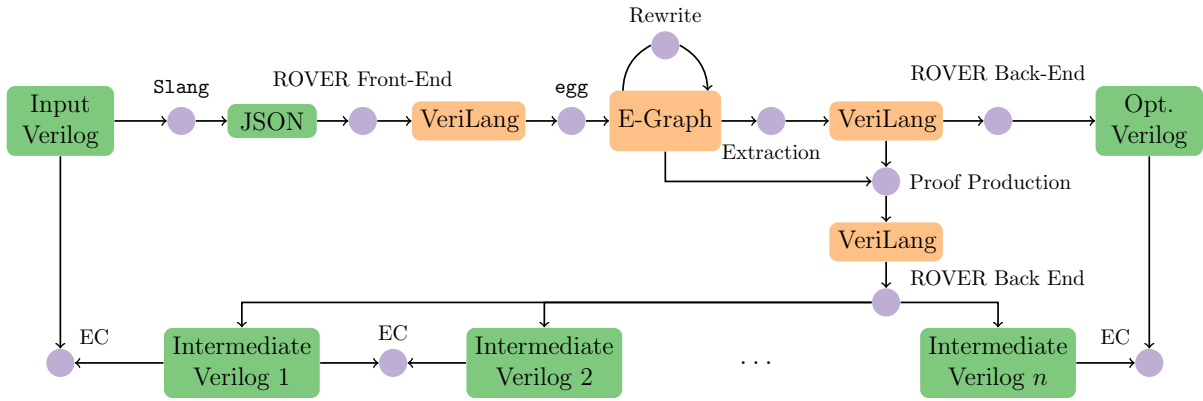 Rewrite
Slang
ROVER Front-End
egg
ROVER Back-End
Input
Verilog
JSON
VeriLang
E-Graph
VeriLang
Opt.
Verilog
Extraction
Proof Production
VeriLang
ROVER Back End
EC
Intermediate
Verilog 1
EC
Intermediate
Verilog 2
...
Intermediate
Verilog n
EC